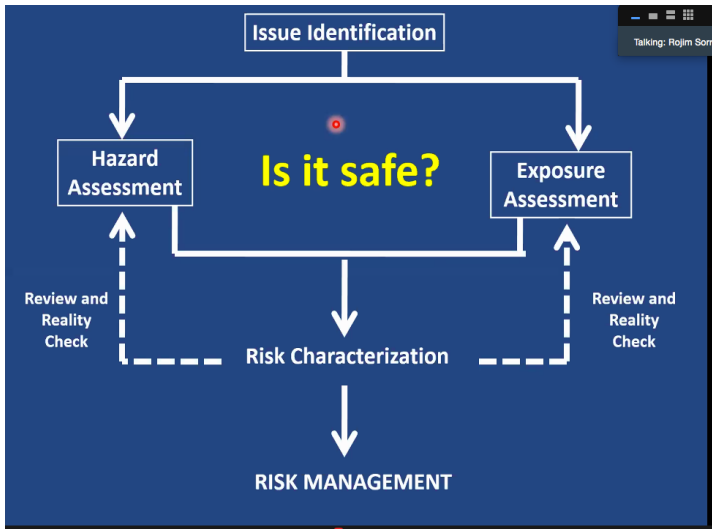 Issue Identification
Talking: Rojim Sorr
Hazard
Assessment
Is it safe?
Exposure
Assessment
Review and
Reality
Check
Review and
Reality
Check
Risk Characterization
RISK MANAGEMENT